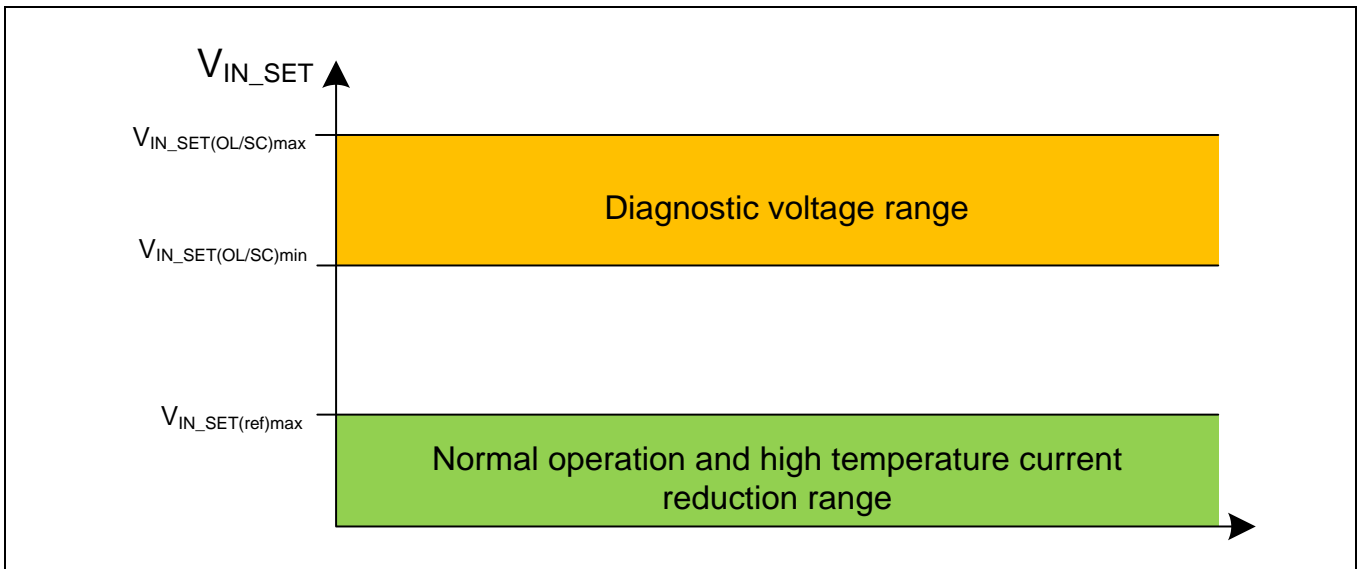 VIN_SET
VIN_SET(OL/SC)max
Diagnostic voltage range
VIN_SET(OL/SC)min
VIN_SET(ref)max
Normal operation and high temperature current
reduction range